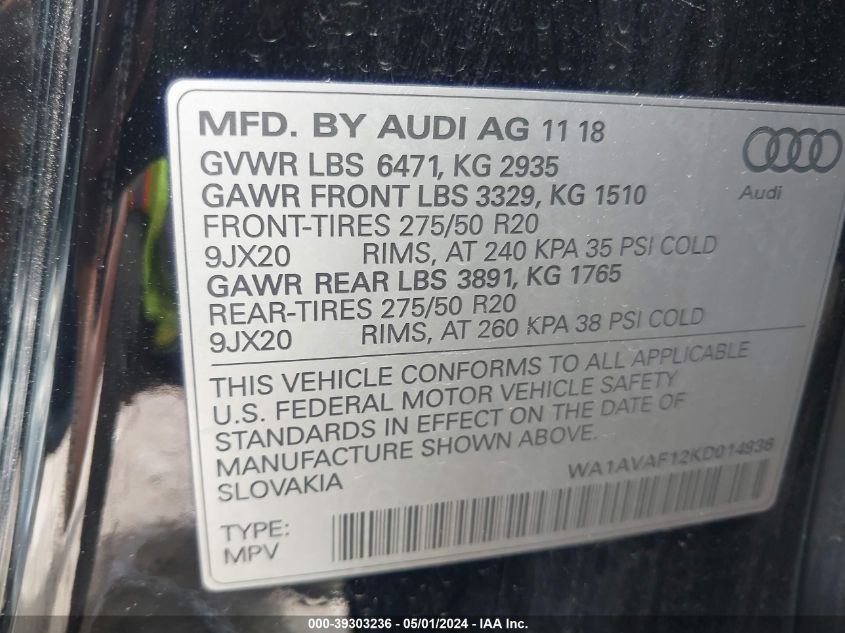 MFD. BY AUDI AG 11 18
GVWR LBS 6471, KG 2935
GAWR FRONT LBS 3329, KG 1510
FRONT-TIRES 275/50 R20
9JX20 RIMS, AT 240 KPA 35 PSI COLD
GAWR REAR LBS 3891, KG 1765
REAR-TIRES 275/50 R20
9JX20 RIMS, AT 260 KPA 38 PSI COLD
Audi
THIS VEHICLE CONFORMS TO ALL APPLICABLE
U.S. FEDERAL MOTOR VEHICLE SAFETY
STANDARDS IN EFFECT ON THE DATE OF
MANUFACTURE SHOWN ABOVE.
SLOVAKIA
WA1AVAF12KD014936
TYPE:
MPV
000-39303236 - 05/01/2024 - IAA Inc.